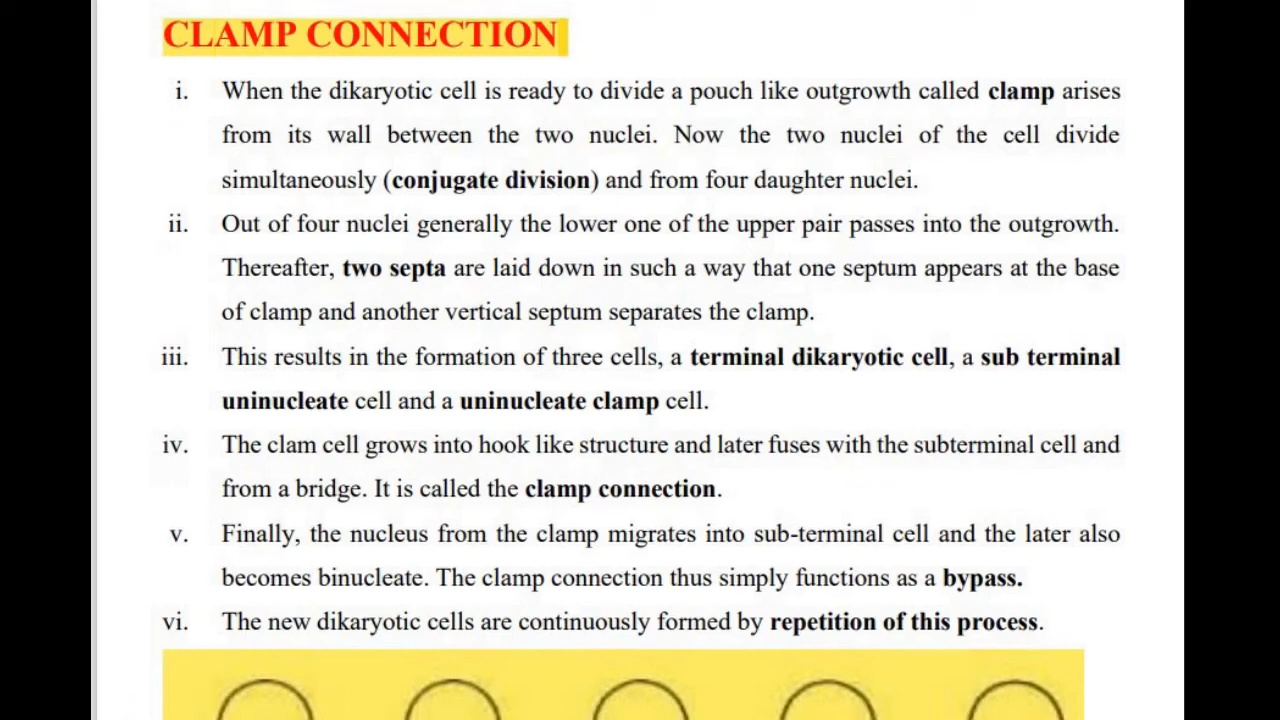 CLAMP CONNECTION
i. When the dikaryotic cell is ready to divide a pouch like outgrowth called clamp arises
from its wall between the two nuclei. Now the two nuclei of the cell divide
simultaneously (conjugate division) and from four daughter nuclei.
ii. Out of four nuclei generally the lower one of the upper pair passes into the outgrowth.
Thereafter, two septa are laid down in such a way that one septum appears at the base
of clamp and another vertical septum separates the clamp.
iii. This results in the formation of three cells, a terminal dikaryotic cell, a sub terminal
uninucleate cell and a uninucleate clamp cell.
iv. The clam cell grows into hook like structure and later fuses with the subterminal cell and
from a bridge. It is called the clamp connection.
v. Finally, the nucleus from the clamp migrates into sub-terminal cell and the later also
becomes binucleate. The clamp connection thus simply functions as a bypass.
vi. The new dikaryotic cells are continuously formed by repetition of this process.